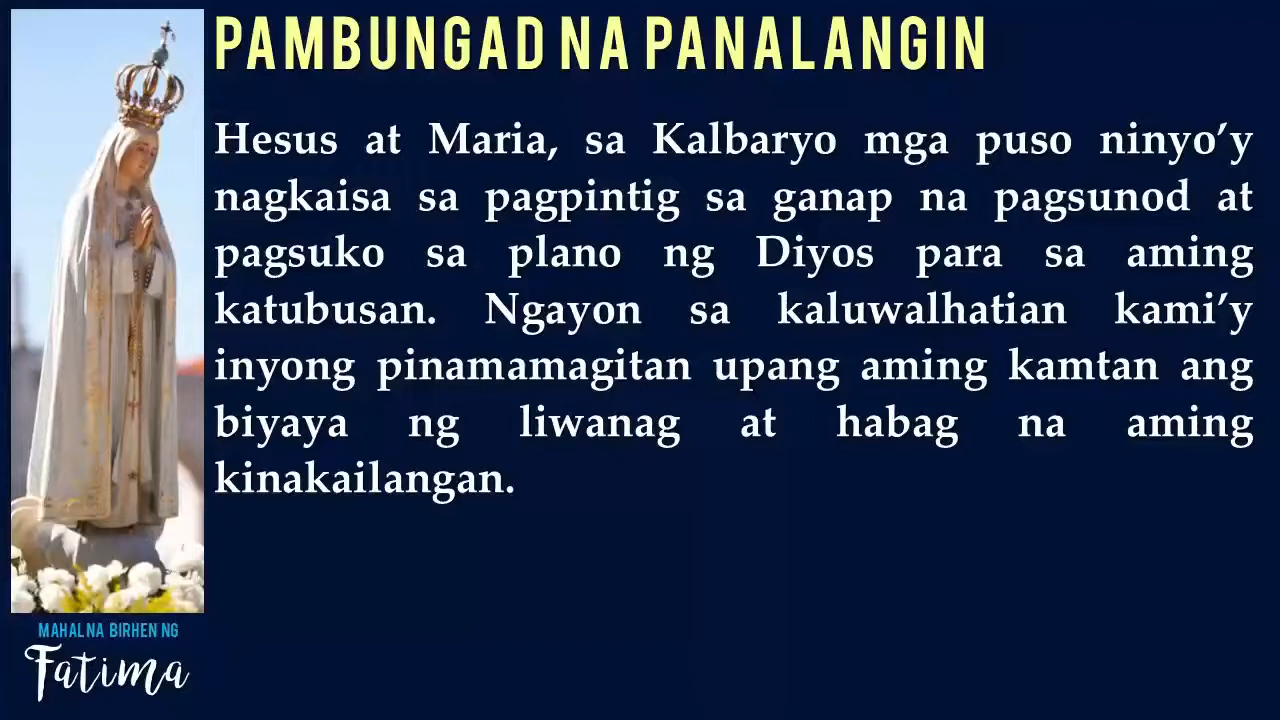 PAMBUNGAD NA PANALANGIN
Hesus at Maria, sa Kalbaryo mga puso ninyo’y
nagkaisa sa pagpintig sa ganap na pagsunod at
pagsuko sa plano ng Diyos para sa aming
katubusan. Ngayon sa kaluwalhatian kami’y
inyong pinamamagitan upang aming kamtan ang
biyaya ng liwanag at habag na aming
kinakailangan.
MAHAL NA BIRHEN NG
Fatima